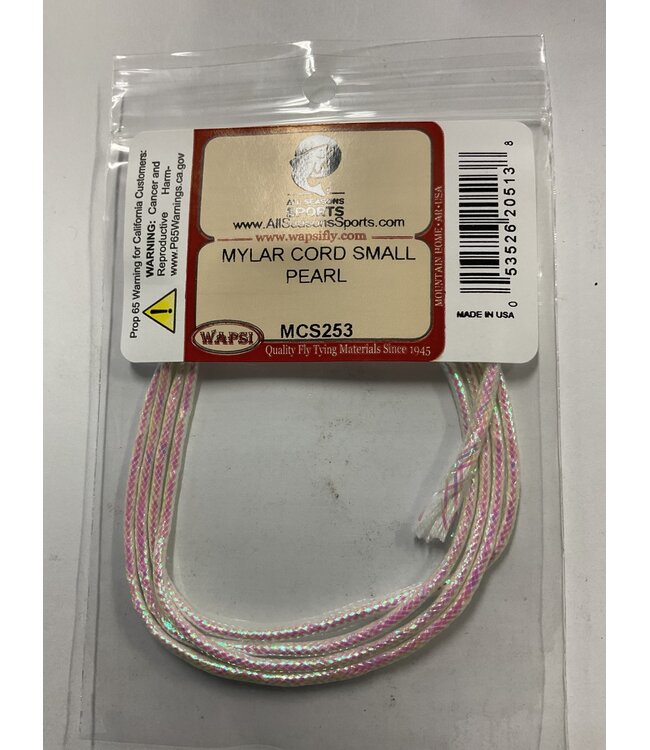 Prop 65 Warning for California Customers:
WARNING: Cancer and
Reproductive Harm-
www.P65Warnings.ca.gov
ALL SEASONS
SPORTS
www.AllSeasonsSports.com
www.wapsifly.com
MYLAR CORD SMALL
PEARL
MCS253
WAPSI
Quality Fly Tying Materials Since 1945
MOUNTAIN HOME • AR • USA
0 53526 20513 8
MADE IN USA